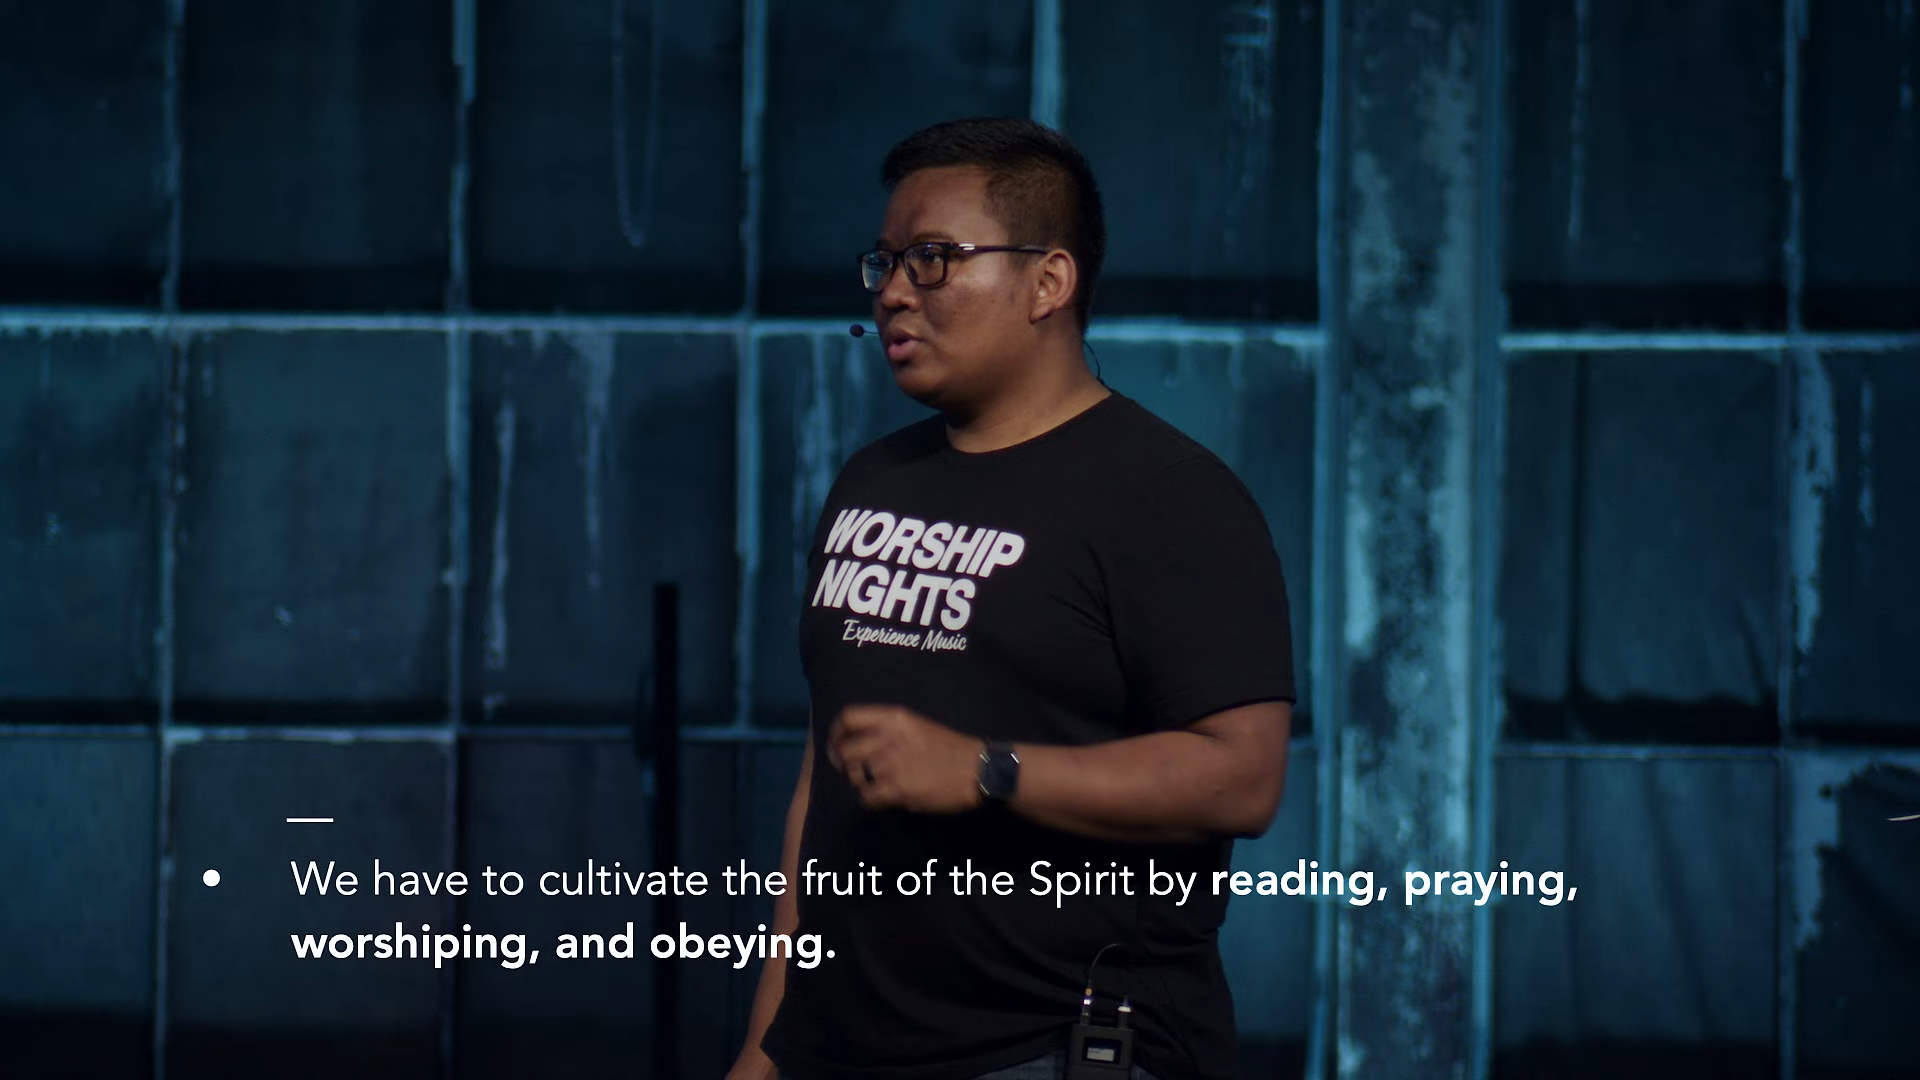 WORSHIP
NIGHTS
Experience Music
• We have to cultivate the fruit of the Spirit by reading, praying,
worshiping, and obeying.